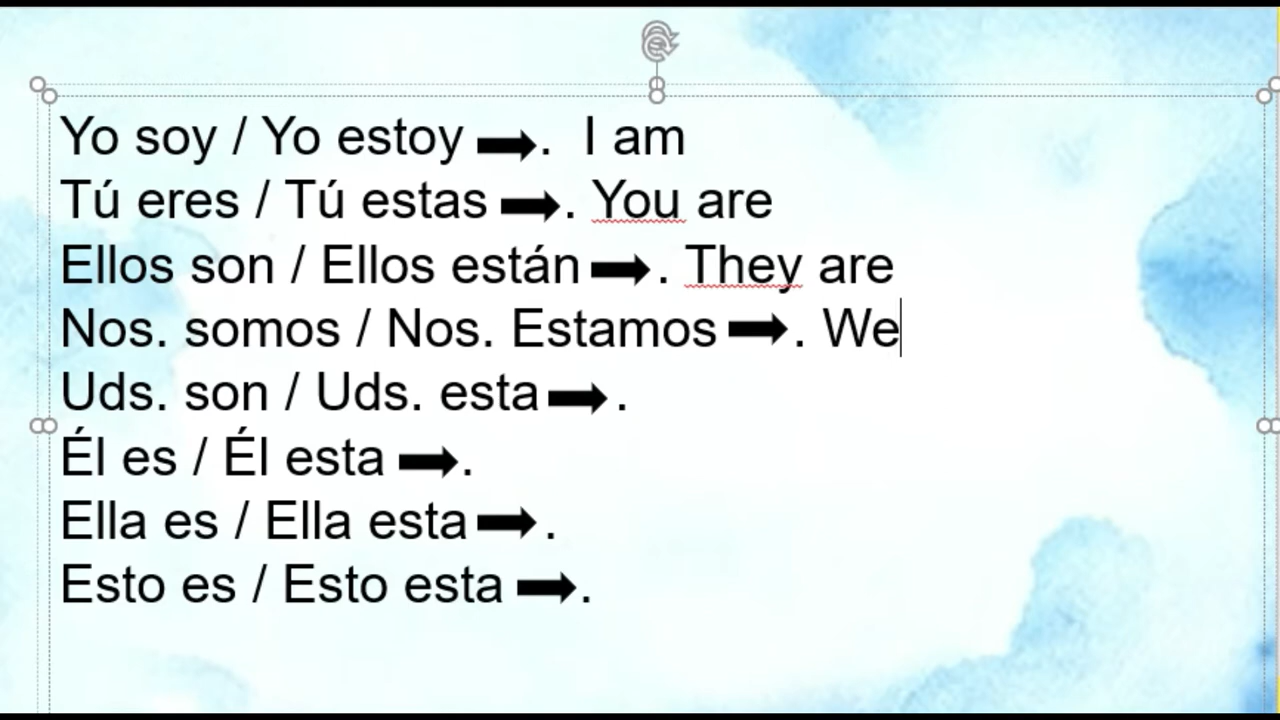 Yo soy / Yo estoy ➡. I am
Tú eres / Tú estas ➡. You are
Ellos son / Ellos están ➡. They are
Nos. somos / Nos. Estamos ➡. We
Uds. son / Uds. esta ➡.
Él es / Él esta ➡.
Ella es / Ella esta ➡.
Esto es / Esto esta ➡.